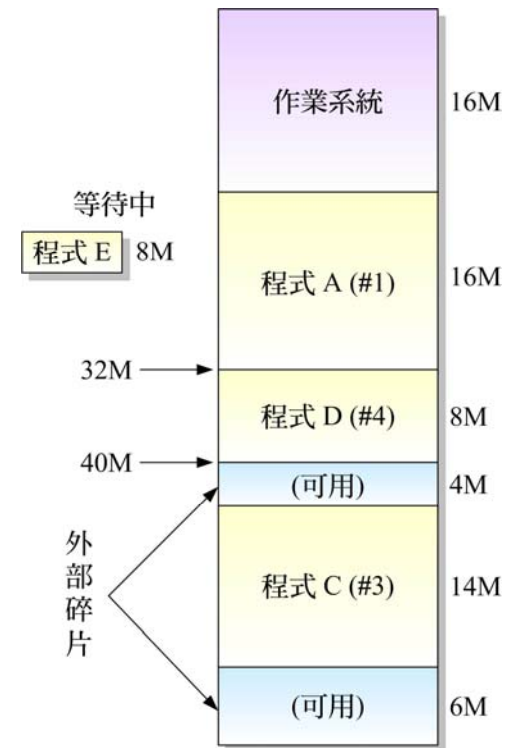 作業系統
16M
等待中
程式 E 8M
程式 A (#1)
16M
32M
程式 D (#4)
8M
40M
(可用)
4M
外部碎片
程式 C (#3)
14M
(可用)
6M